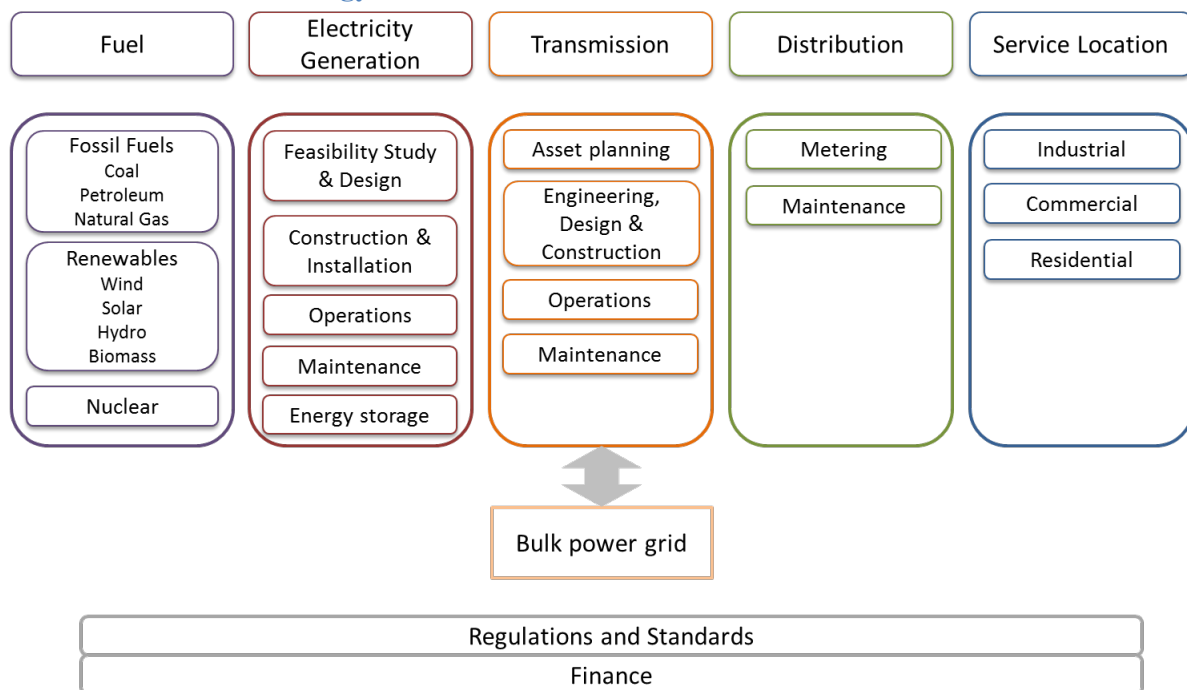 Fuel
Electricity
Generation
Transmission
Distribution
Service Location
Fossil Fuels
Coal
Petroleum
Natural Gas
Renewables
Wind
Solar
Hydro
Biomass
Nuclear
Feasibility Study
& Design
Construction &
Installation
Operations
Maintenance
Energy storage
Asset planning
Engineering,
Design &
Construction
Operations
Maintenance
Metering
Maintenance
Industrial
Commercial
Residential
Bulk power grid
Regulations and Standards
Finance